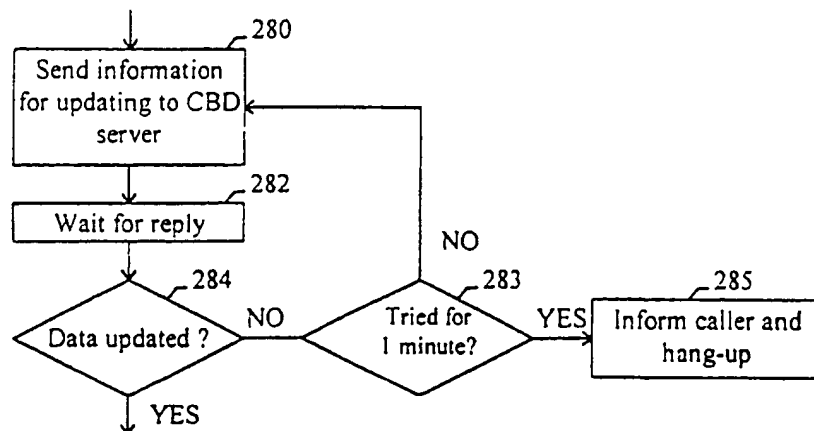 280
Send information
for updating to CBD
server
282
Wait for reply
284
Data updated ?
NO
YES
283
Tried for
1 minute?
NO
YES
285
Inform caller and
hang-up